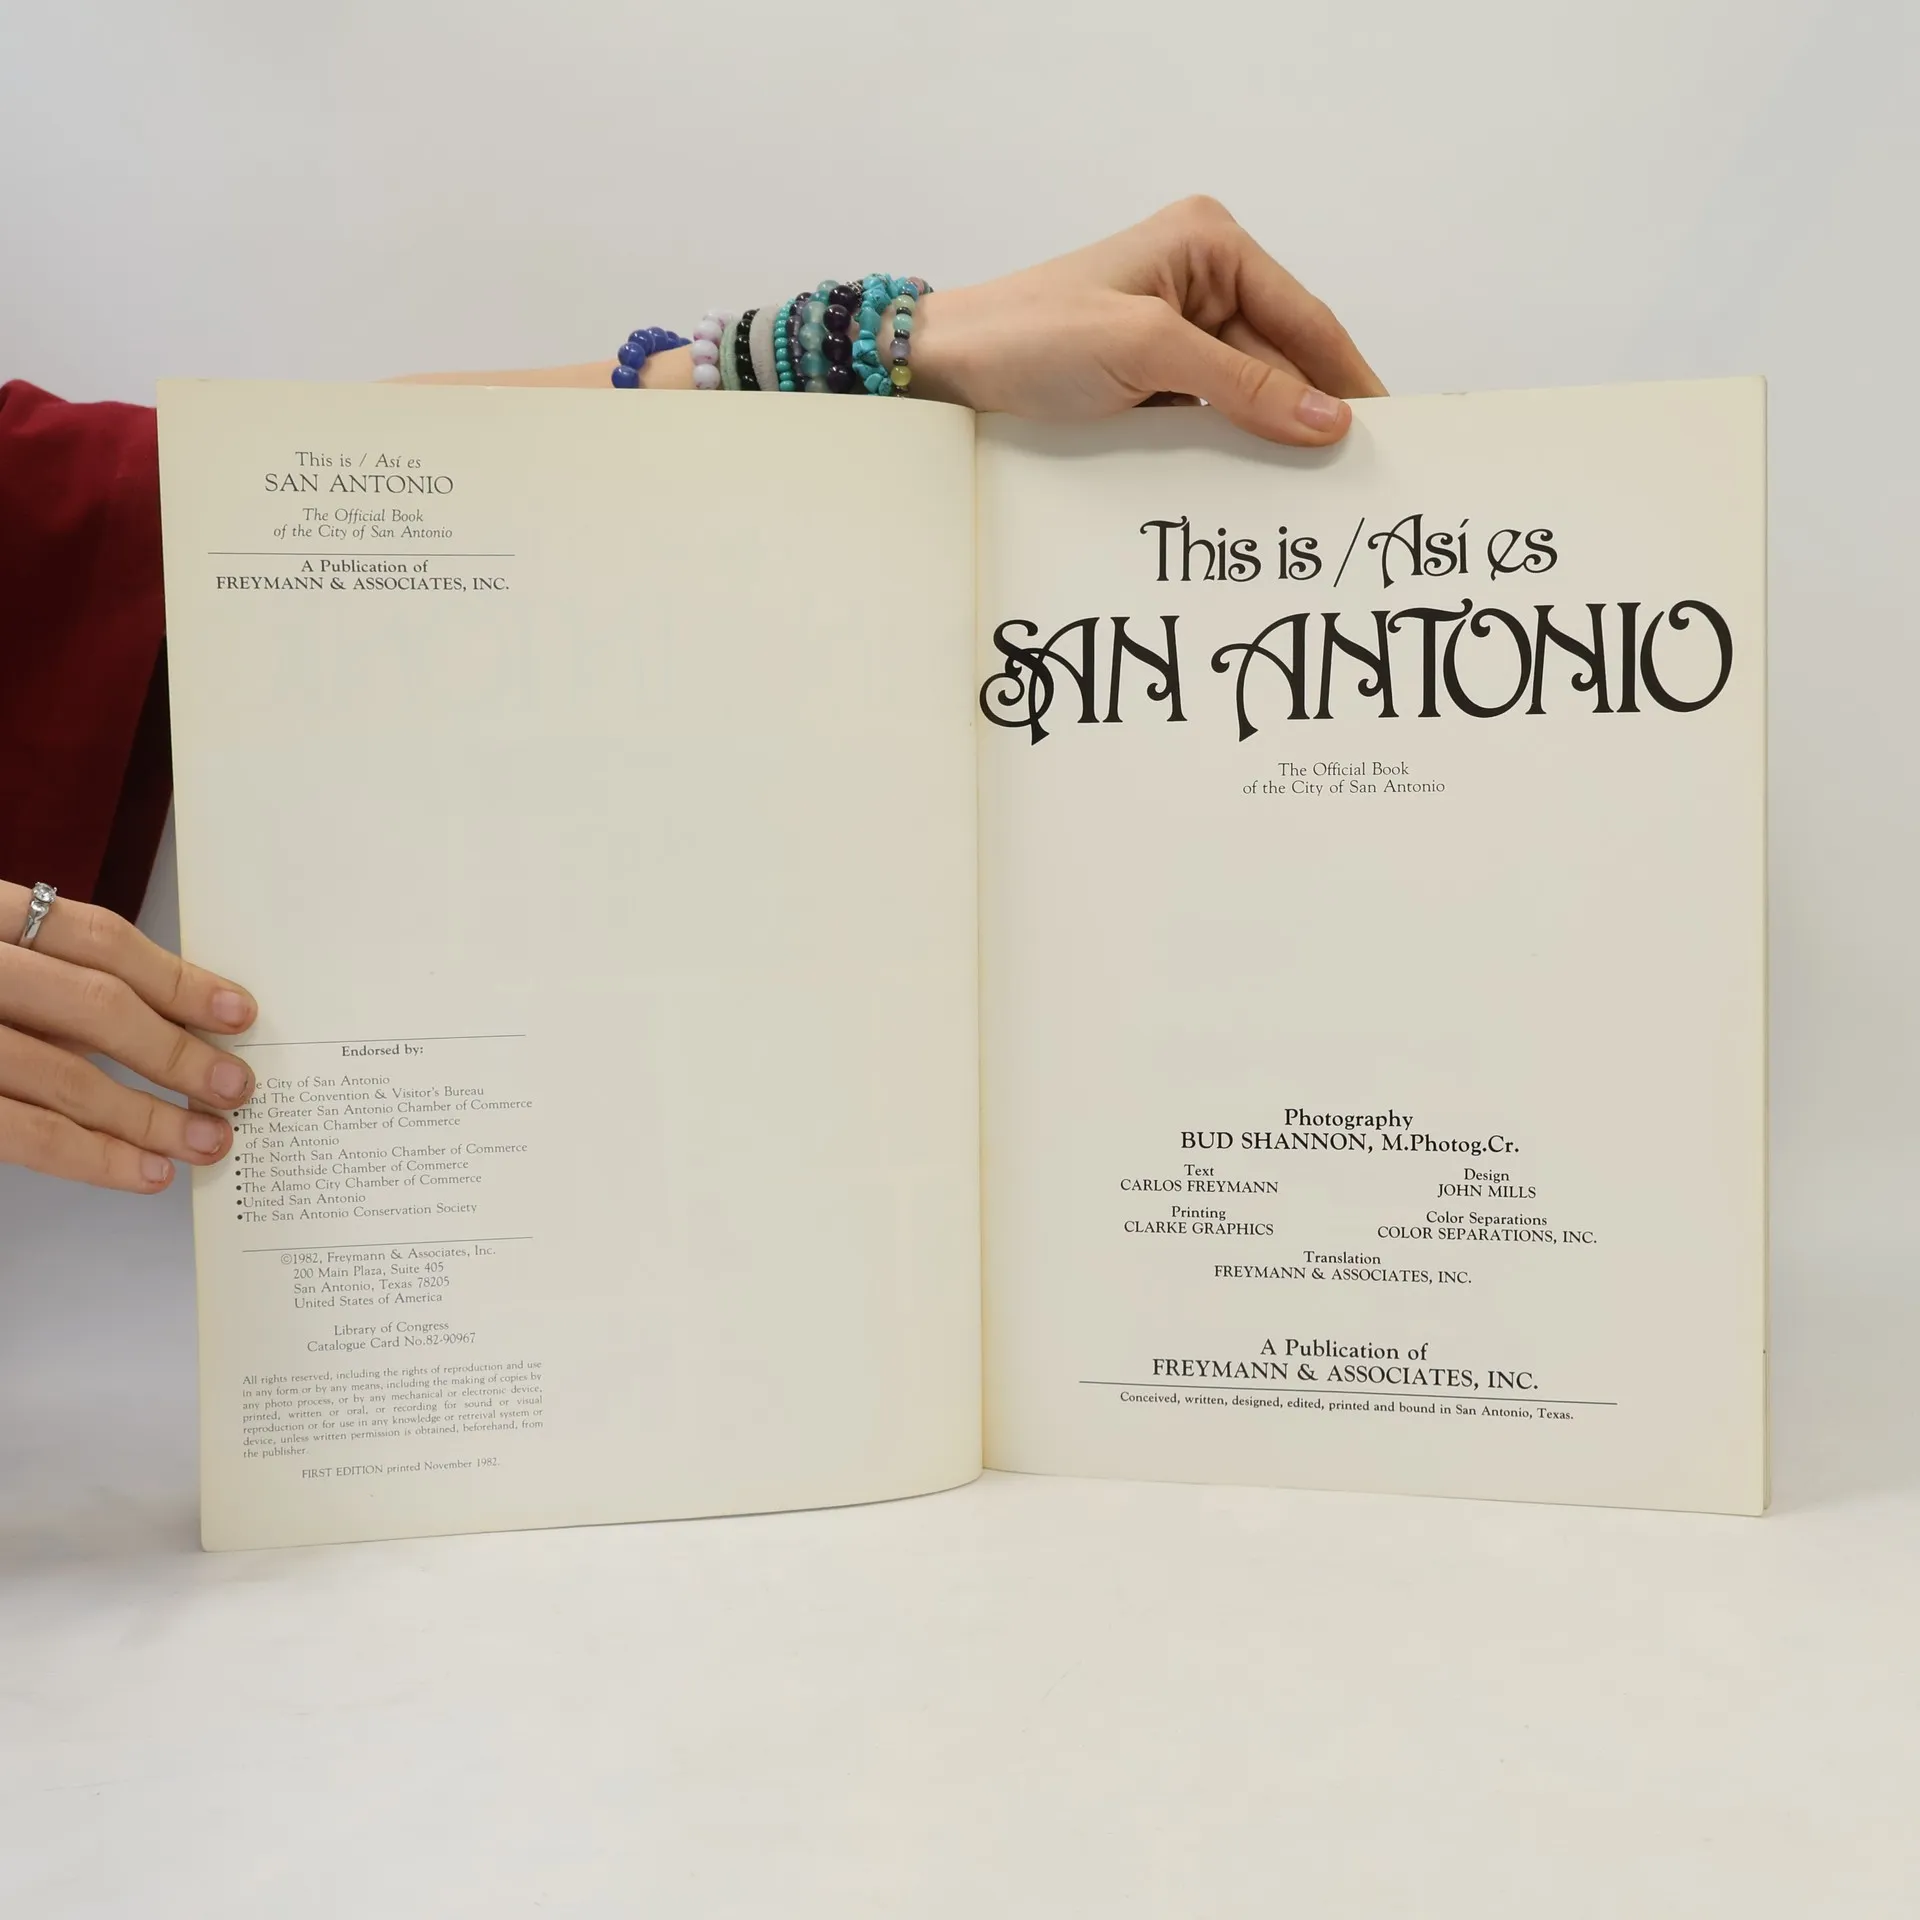 This is / Así es
SAN ANTONIO
The Official Book
of the City of San Antonio
A Publication of
FREYMANN & ASSOCIATES, INC.
Endorsed by:
City of San Antonio
and The Convention & Visitor's Bureau
•The Greater San Antonio Chamber of Commerce
•The Mexican Chamber of Commerce
of San Antonio
•The North San Antonio Chamber of Commerce
•The Southside Chamber of Commerce
•The Alamo City Chamber of Commerce
•United San Antonio
•The San Antonio Conservation Society
©1982, Freymann & Associates, Inc.
200 Main Plaza, Suite 405
San Antonio, Texas 78205
United States of America
Library of Congress
Catalogue Card No.82-90967
All rights reserved, including the rights of reproduction and use
in any form or by any means, including the making of copies by
any photo process, or by any mechanical or electronic device,
printed, written or oral, or recording for sound or visual
reproduction or for use in any knowledge or retreival system or
device, unless written permission is obtained, beforehand, from
the publisher.
FIRST EDITION printed November 1982.
This is / Así es
SAN ANTONIO
The Official Book
of the City of San Antonio
Photography
BUD SHANNON, M.Photog.Cr.
Text
CARLOS FREYMANN
Design
JOHN MILLS
Printing
CLARKE GRAPHICS
Color Separations
COLOR SEPARATIONS, INC.
Translation
FREYMANN & ASSOCIATES, INC.
A Publication of
FREYMANN & ASSOCIATES, INC.
Conceived, written, designed, edited, printed and bound in San Antonio, Texas.